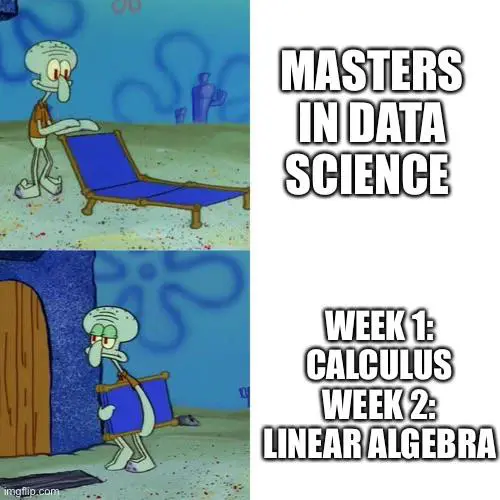 MASTERS
IN DATA
SCIENCE
WEEK 1:
CALCULUS
WEEK 2:
LINEAR ALGEBRA
imgflip.com